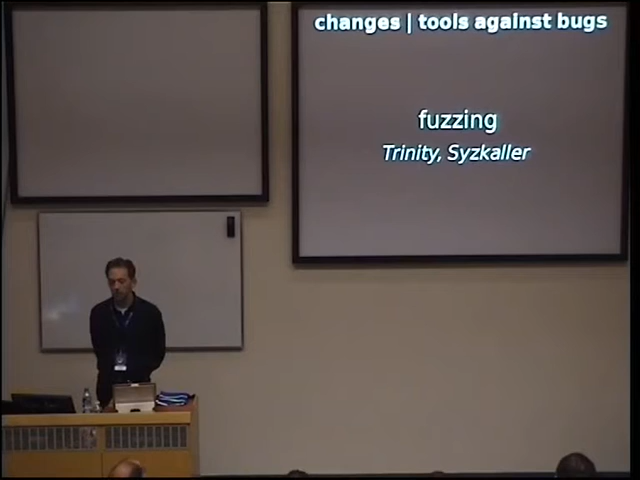 changes | tools against bugs
fuzzing
Trinity, Syzkaller